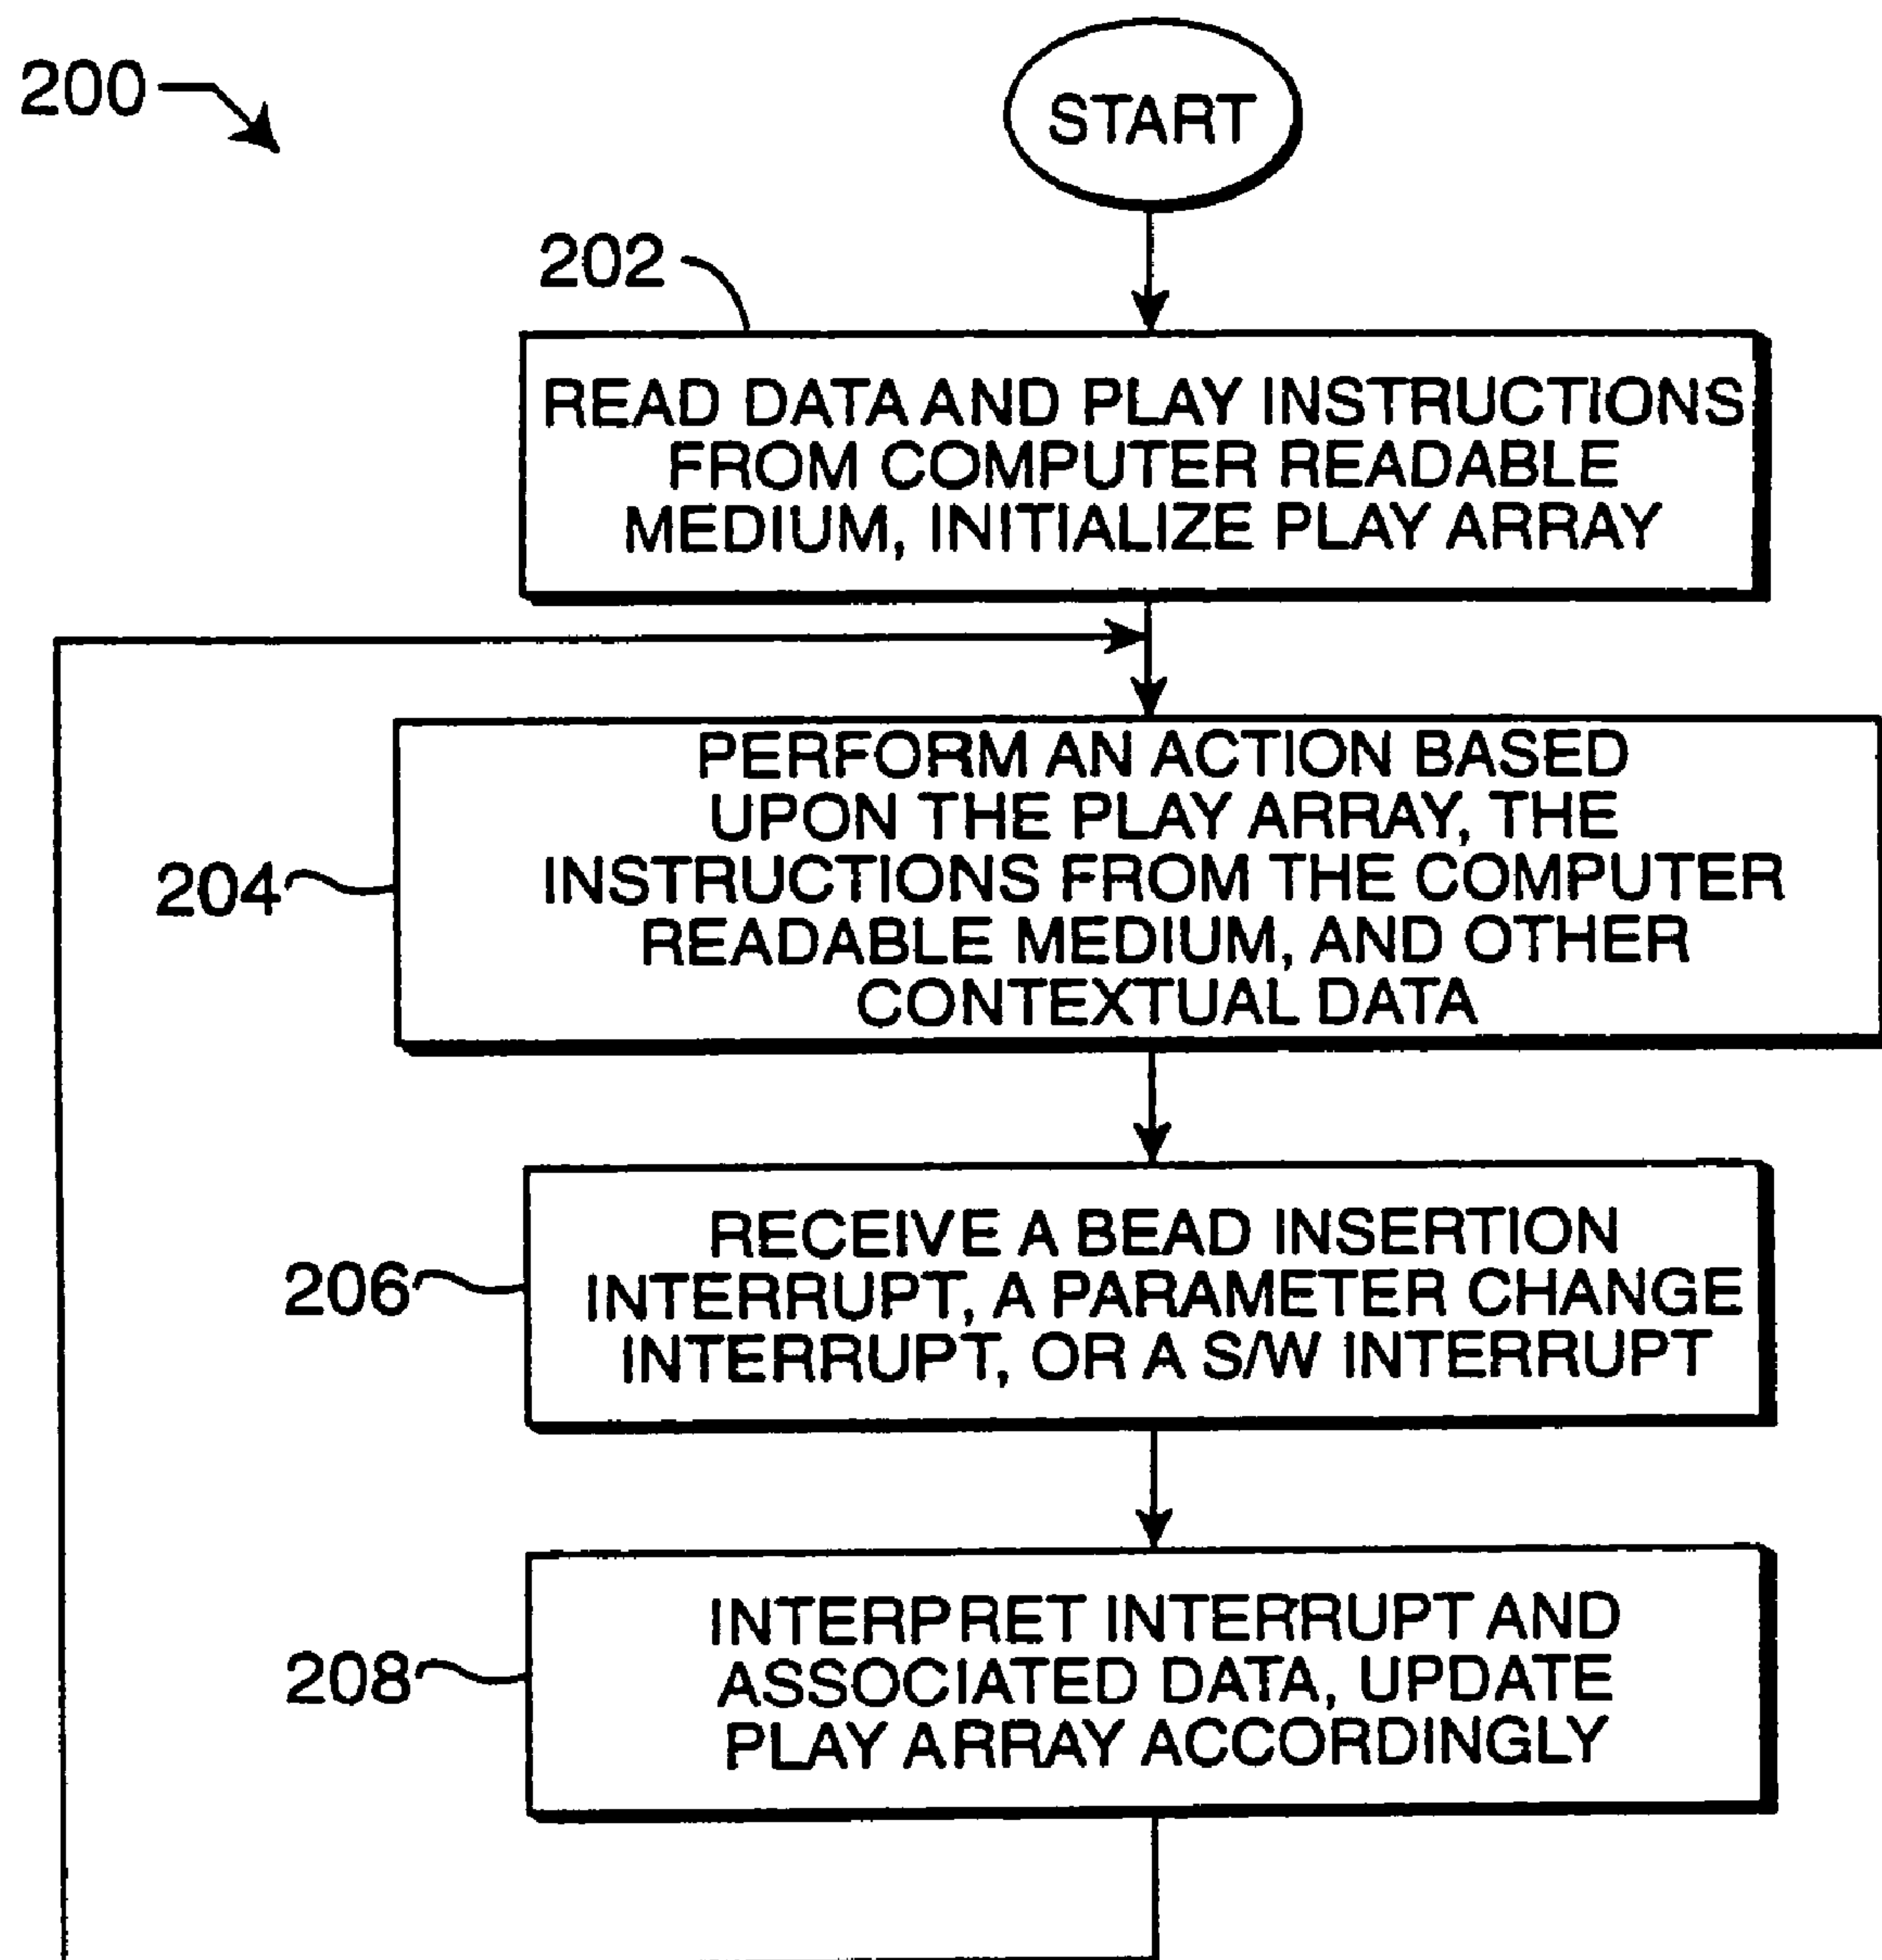 200
START
202
READ DATA AND PLAY INSTRUCTIONS
FROM COMPUTER READABLE
MEDIUM, INITIALIZE PLAY ARRAY
PERFORM AN ACTION BASED
UPON THE PLAY ARRAY, THE
204
INSTRUCTIONS FROM THE COMPUTER
READABLE MEDIUM, AND OTHER
CONTEXTUAL DATA
RECEIVE A BEAD INSERTION
206
INTERRUPT, A PARAMETER CHANGE
INTERRUPT, OR A S/W INTERRUPT
INTERPRET INTERRUPT AND
208
ASSOCIATED DATA, UPDATE
PLAY ARRAY ACCORDINGLY